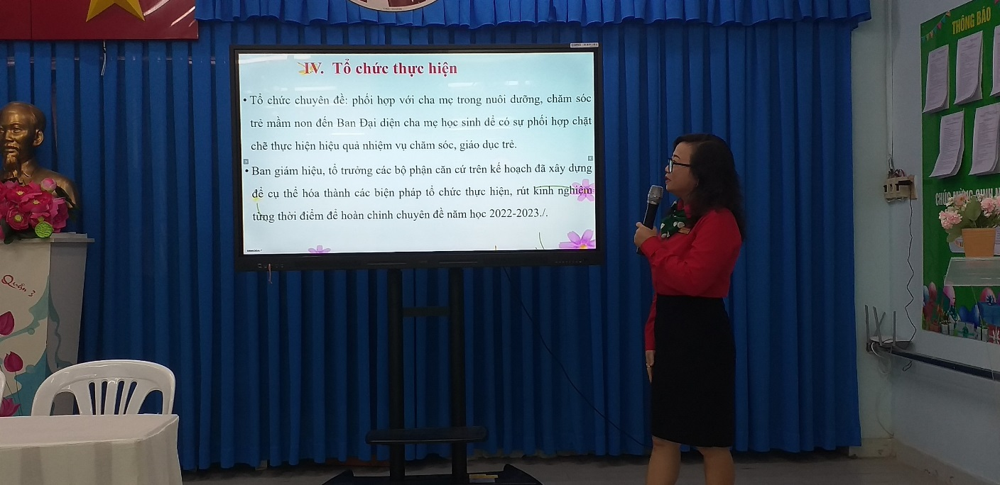 IV. Tổ chức thực hiện
• Tổ chức chuyên đề: phối hợp với cha mẹ trong nuôi dưỡng, chăm sóc
trẻ mầm non đến Ban Đại diện cha mẹ học sinh để có sự phối hợp chặt
chẽ thực hiện hiệu quả nhiệm vụ chăm sóc, giáo dục trẻ.
• Ban giám hiệu, tổ trưởng các bộ phận căn cứ trên kế hoạch đã xây dựng
để cụ thể hóa thành các biện pháp tổ chức thực hiện, rút kinh nghiệm
từng thời điểm để hoàn chỉnh chuyên đề năm học 2022-2023./.
THÔNG BÁO
Quận 3